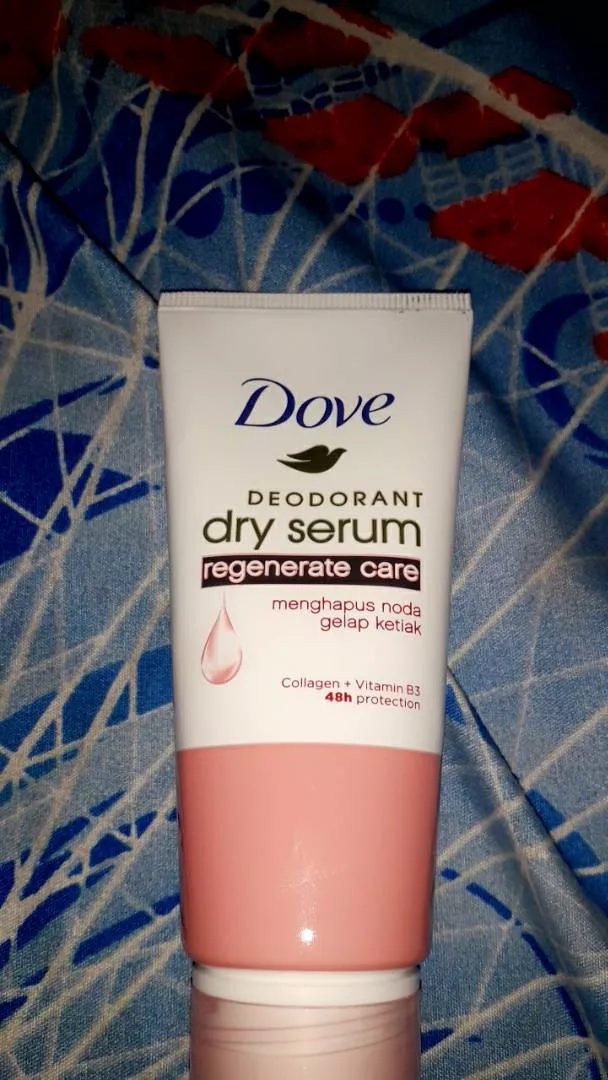 Dove
DEODORANT
dry serum
regenerate care
menghapus noda
gelap ketiak
Collagen + Vitamin B3
48h protection